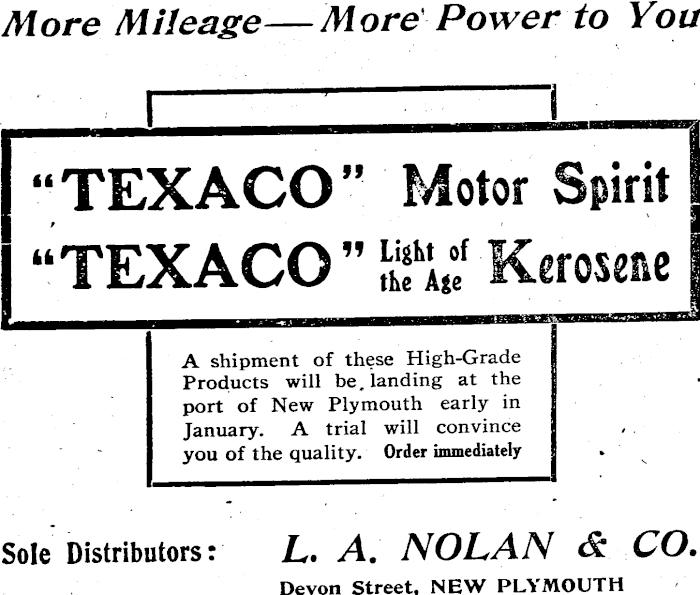 More Mileage — More Power to You
"TEXACO" Motor Spirit
"TEXACO" Light of the Age Kerosene
A shipment of these High-Grade
Products will be landing at the
port of New Plymouth early in
January. A trial will convince
you of the quality. Order immediately
Sole Distributors: L. A. NOLAN & CO.
Devon Street, NEW PLYMOUTH